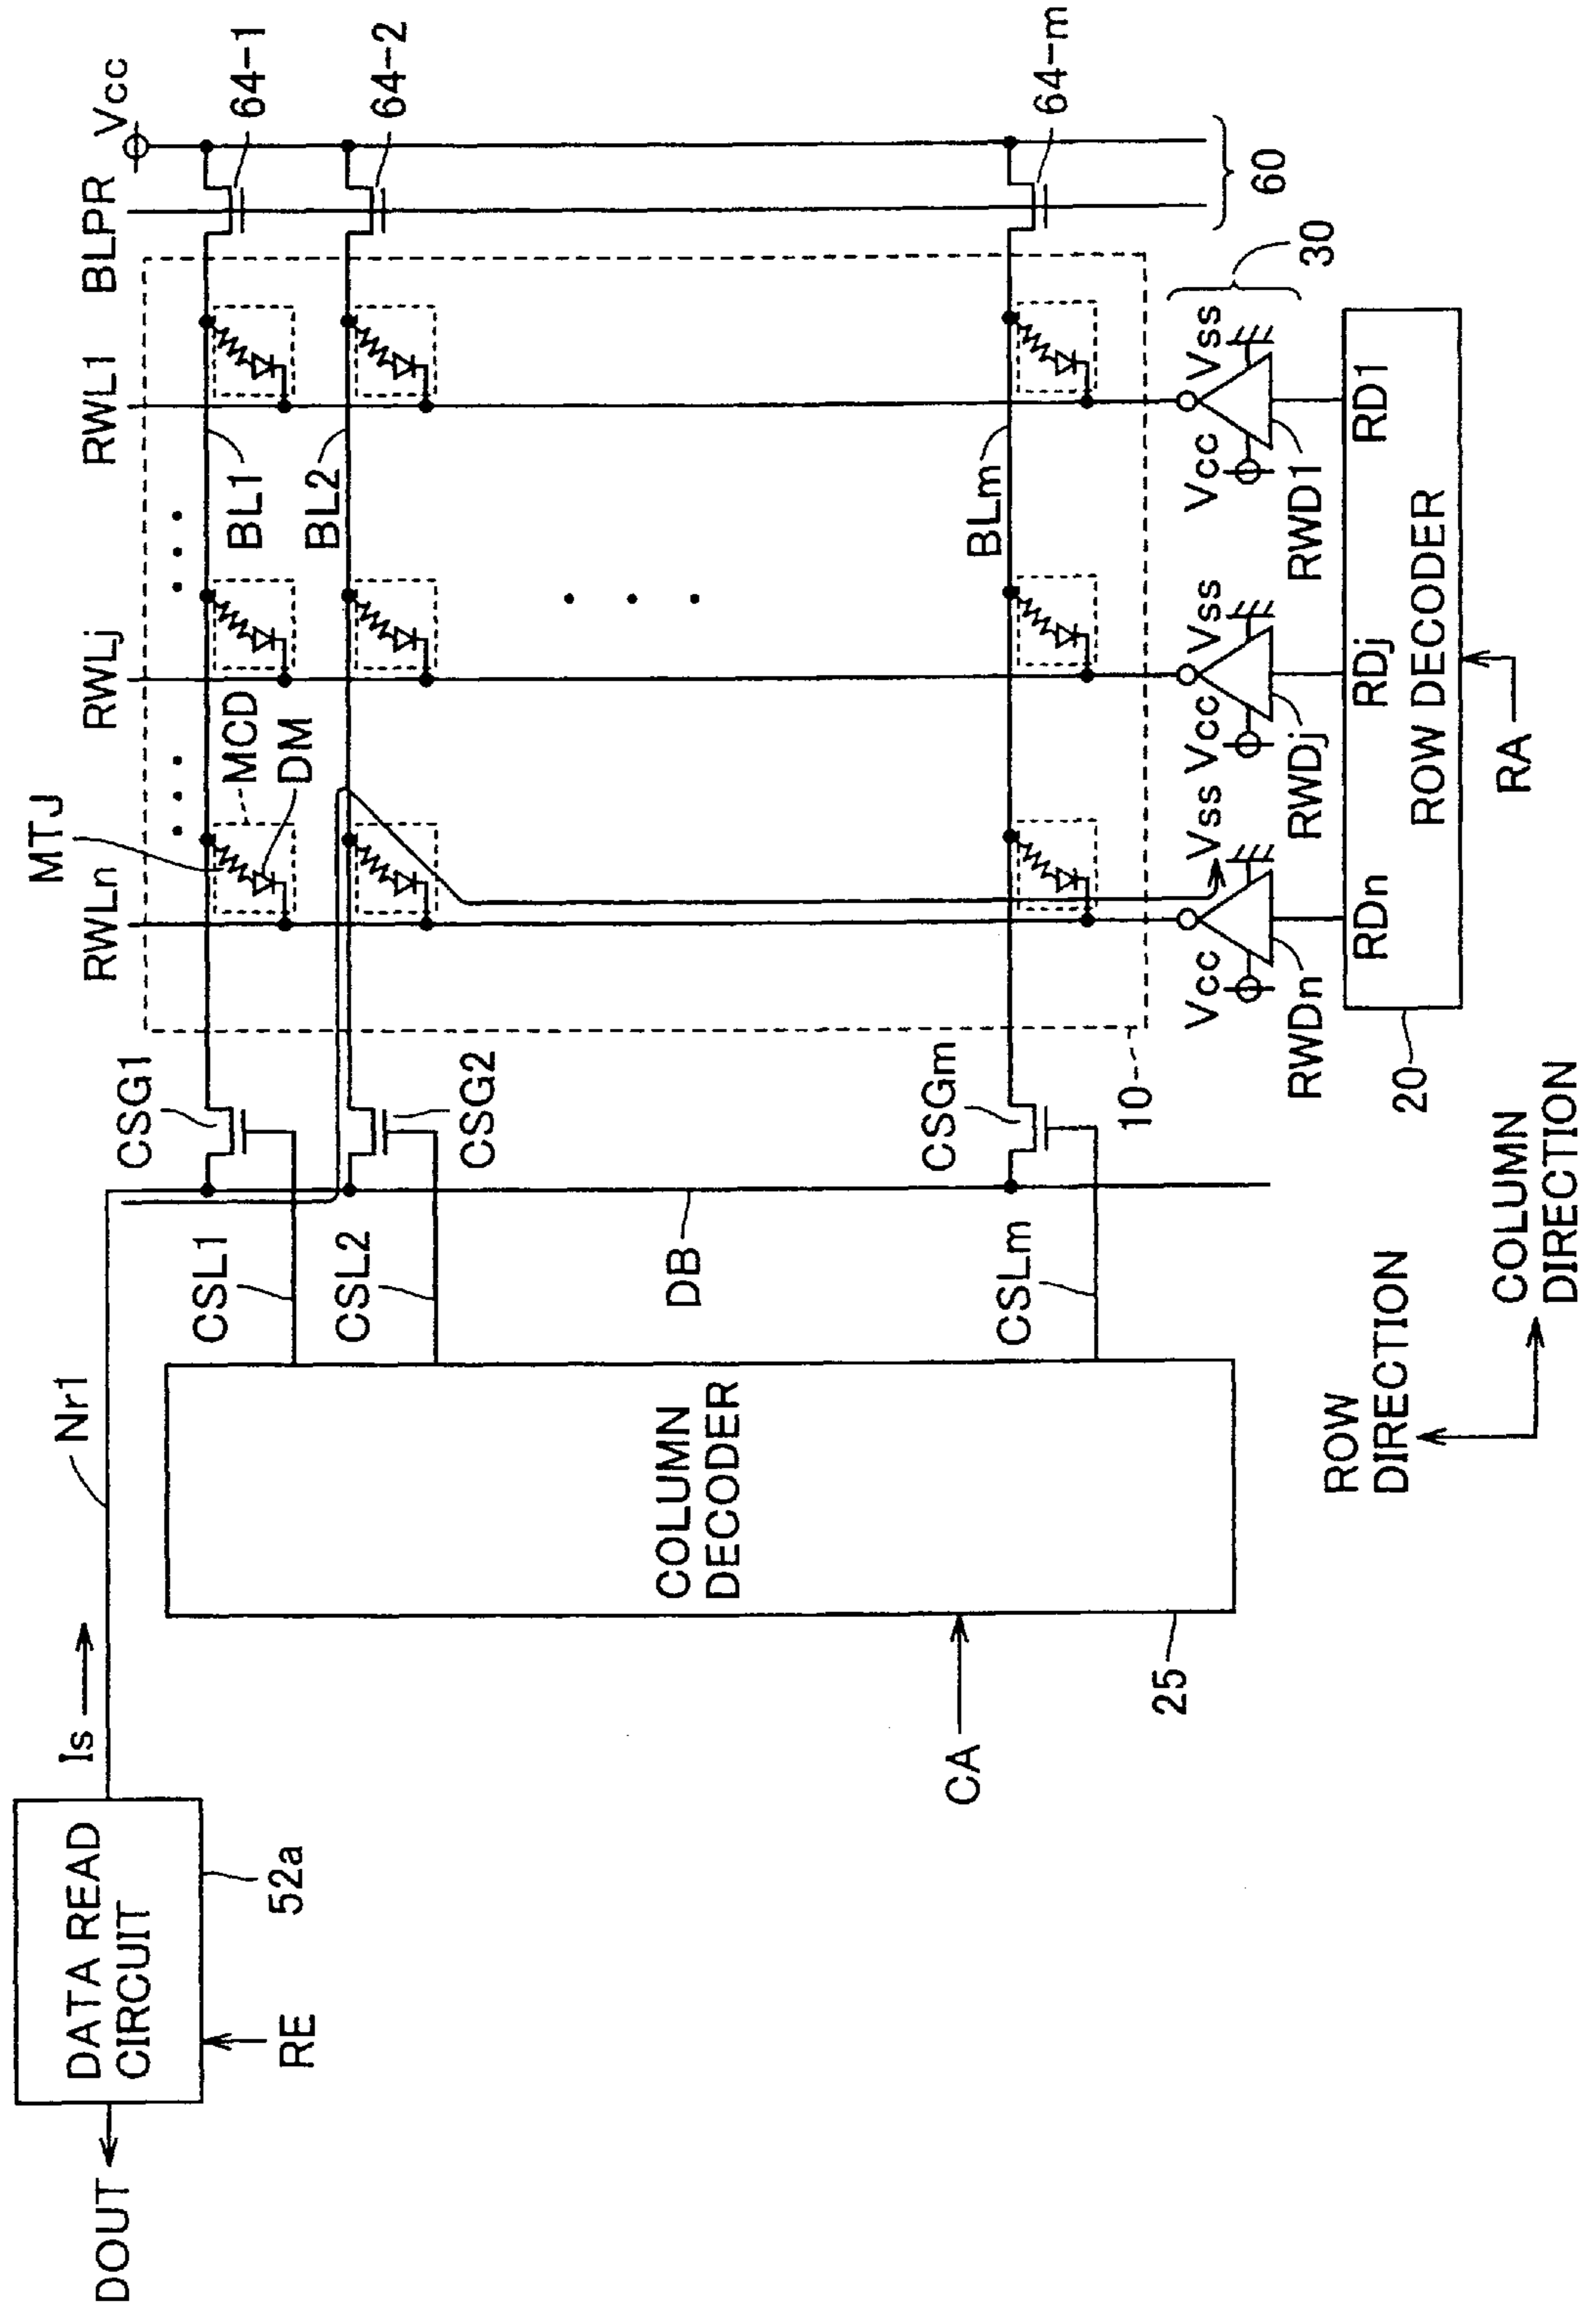 DOUT
DATA READ
CIRCUIT
RE
52a
Is
Nr1
CA
COLUMN
DECODER
25
CSL1
CSL2
CSLm
DB
CSG1
CSG2
CSGm
10
RWLn
RWLj
RWL1
BLPR
Vcc
MTJ
MCD
DM
BL1
BL2
BLm
64-1
64-2
64-m
60
30
Vcc
Vss
Vcc
Vss
Vcc
Vss
RWDn
RWDj
RWD1
RDn
RDj
RD1
ROW DECODER
20
RA
ROW
DIRECTION
COLUMN
DIRECTION